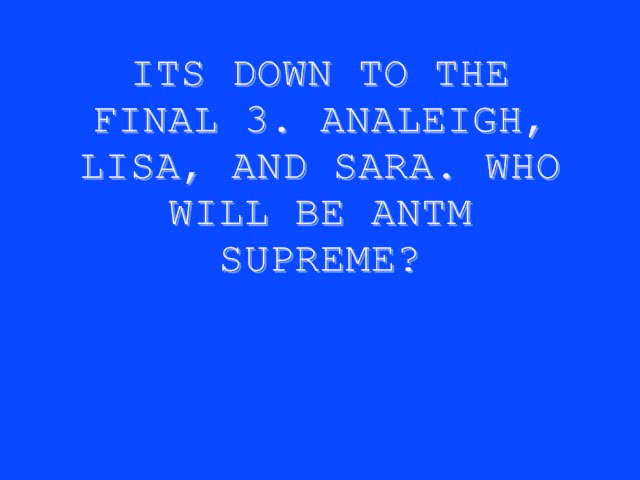 ITS DOWN TO THE
FINAL 3. ANALEIGH,
LISA, AND SARA. WHO
WILL BE ANTM
SUPREME?